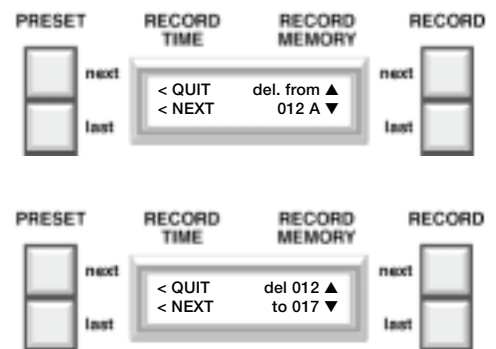 PRESET RECORD TIME RECORD MEMORY RECORD
next next
< QUIT del. from ▲
< NEXT 012 A ▼
last last
PRESET RECORD TIME RECORD MEMORY RECORD
next next
< QUIT del 012 ▲
< NEXT to 017 ▼
last last